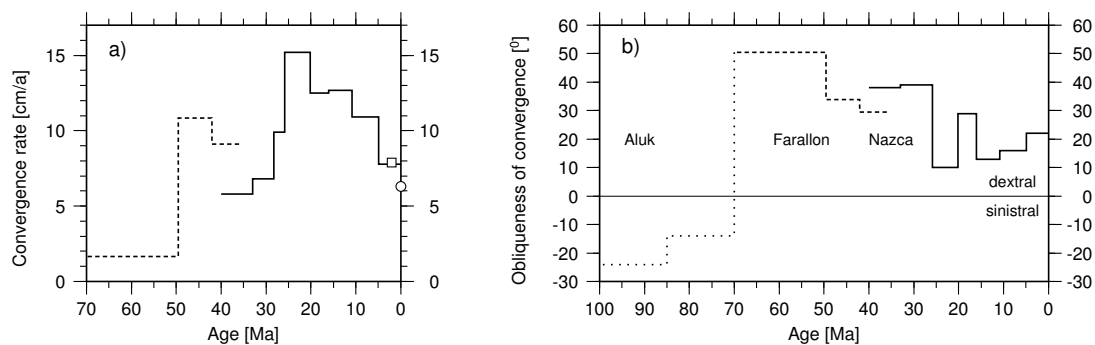 a)
Convergence rate [cm/a]
15
10
5
0
15
10
5
0
70 60 50 40 30 20 10 0
Age [Ma]
b)
Obliqueness of convergence [⁰]
60
50
40
30
20
10
0
-10
-20
-30
Aluk Farallon Nazca
dextral
sinistral
60
50
40
30
20
10
0
-10
-20
-30
100 90 80 70 60 50 40 30 20 10 0
Age [Ma]